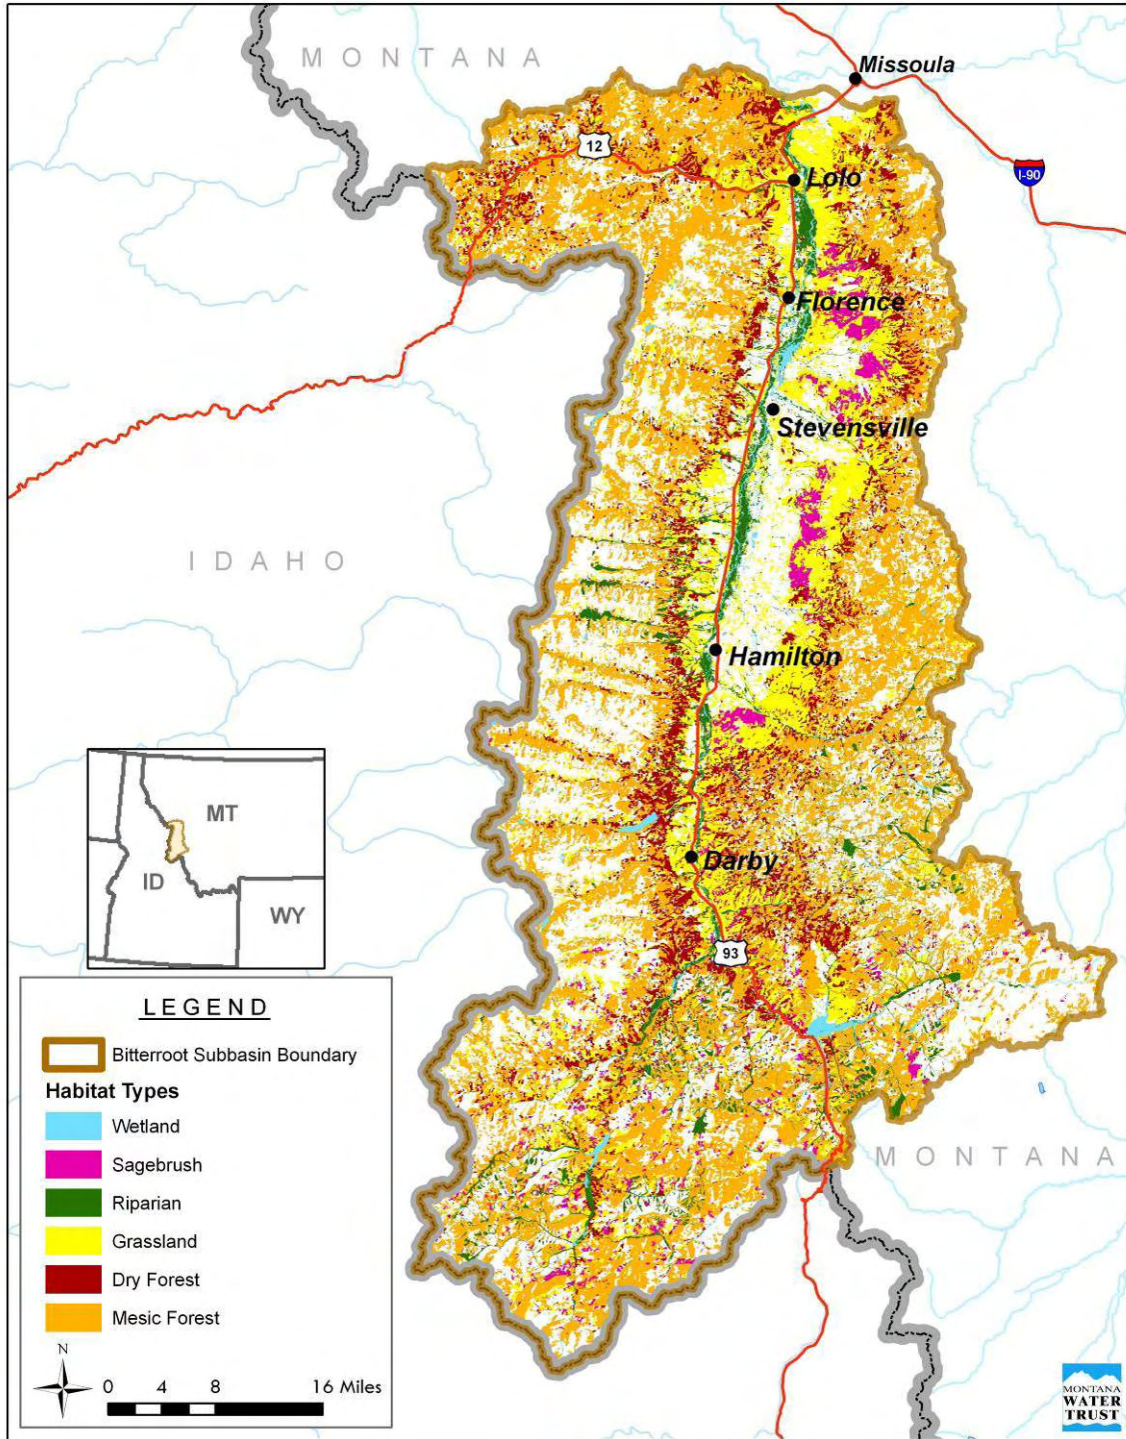 MONTANA
Missoula
12
I-90
Lolo
Florence
Stevensville
IDAHO
Hamilton
MT
ID
WY
Darby
93
LEGEND
Bitterroot Subbasin Boundary
Habitat Types
Wetland
Sagebrush
Riparian
Grassland
Dry Forest
Mesic Forest
MONTANA
N
0 4 8 16 Miles
MONTANA
WATER
TRUST